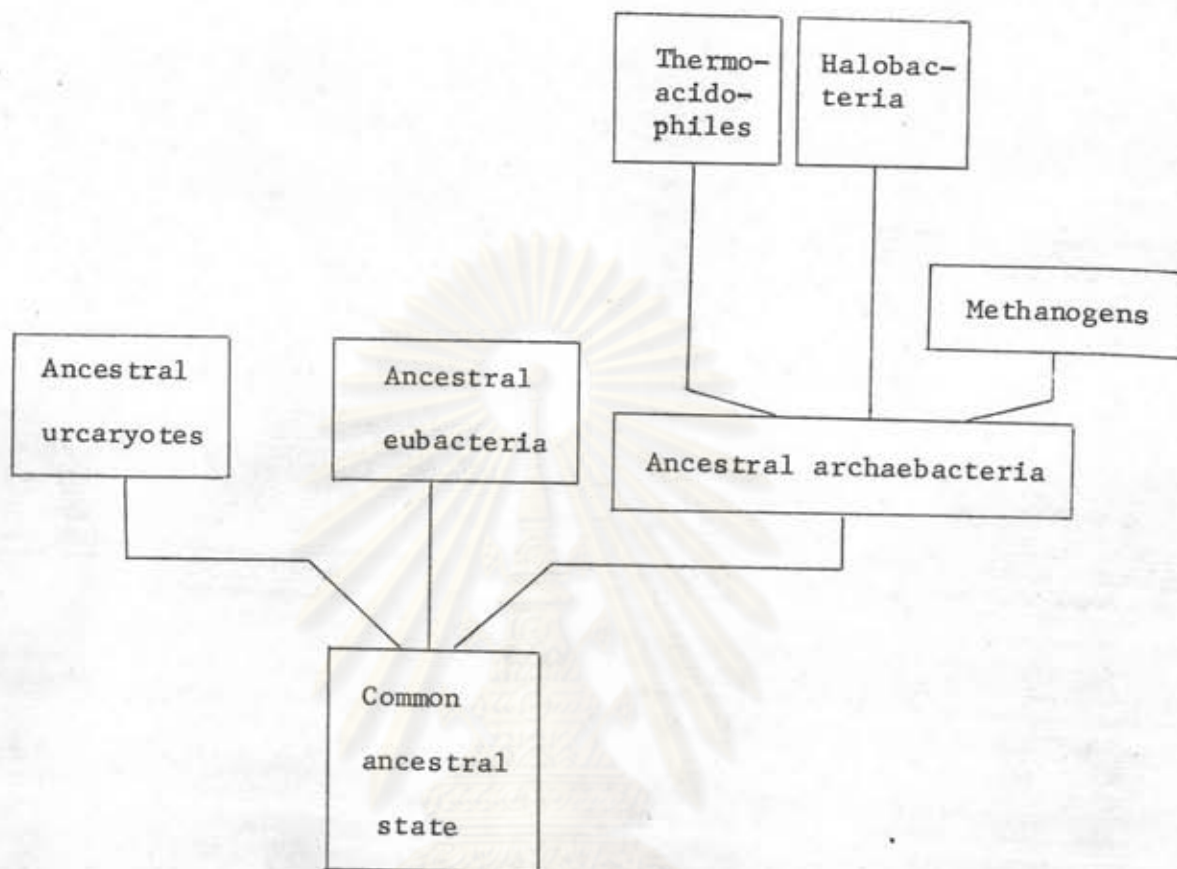 Thermo-
acido-
philes
Halobac-
teria
Methanogens
Ancestral
urcaryotes
Ancestral
eubacteria
Ancestral archaebacteria
Common
ancestral
state